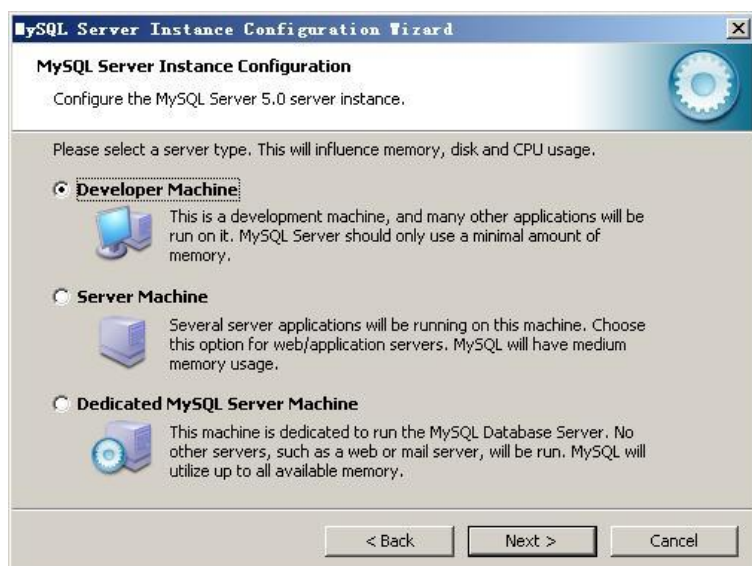 MySQL Server Instance Configuration Wizard
MySQL Server Instance Configuration
Configure the MySQL Server 5.0 server instance.
Please select a server type. This will influence memory, disk and CPU usage.
Developer Machine
This is a development machine, and many other applications will be
run on it. MySQL Server should only use a minimal amount of
memory.
Server Machine
Several server applications will be running on this machine. Choose
this option for web/application servers. MySQL will have medium
memory usage.
Dedicated MySQL Server Machine
This machine is dedicated to run the MySQL Database Server. No
other servers, such as a web or mail server, will be run. MySQL will
utilize up to all available memory.
< Back Next > Cancel